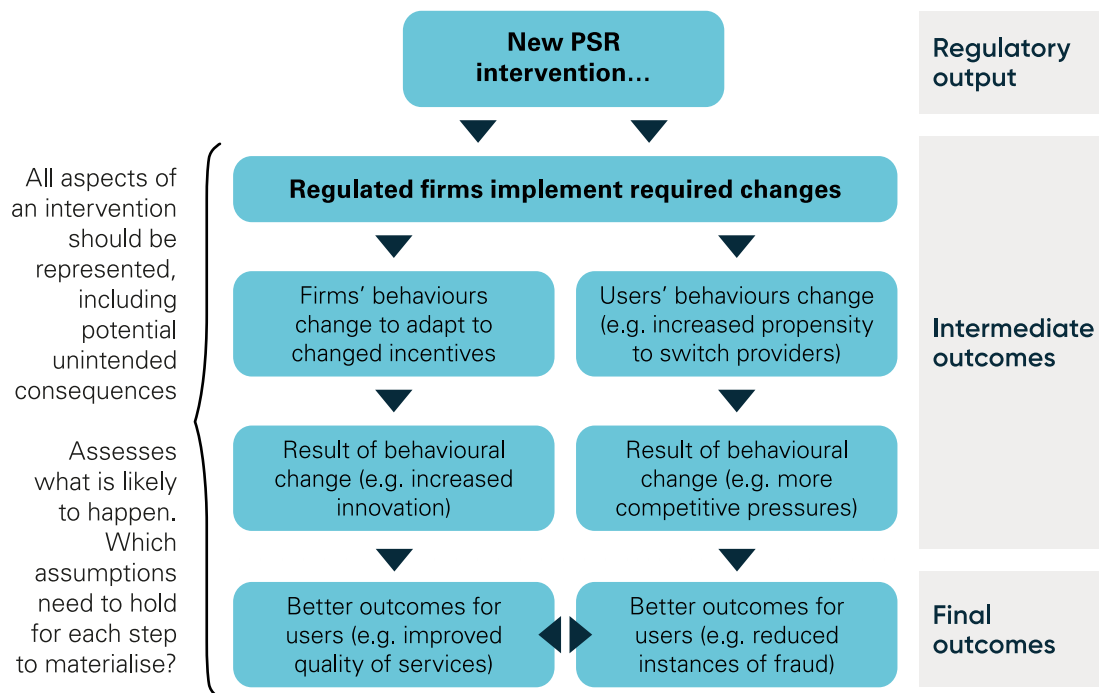 New PSR
intervention...
Regulatory
output
All aspects of
an intervention
should be
represented,
including
potential
unintended
consequences
Assesses
what is likely
to happen.
Which
assumptions
need to hold
for each step
to materialise?
Regulated firms implement required changes
Firms’ behaviours
change to adapt to
changed incentives
Users’ behaviours change
(e.g. increased propensity
to switch providers)
Result of behavioural
change (e.g. increased
innovation)
Result of behavioural
change (e.g. more
competitive pressures)
Intermediate
outcomes
Better outcomes for
users (e.g. improved
quality of services)
Better outcomes for
users (e.g. reduced
instances of fraud)
Final
outcomes